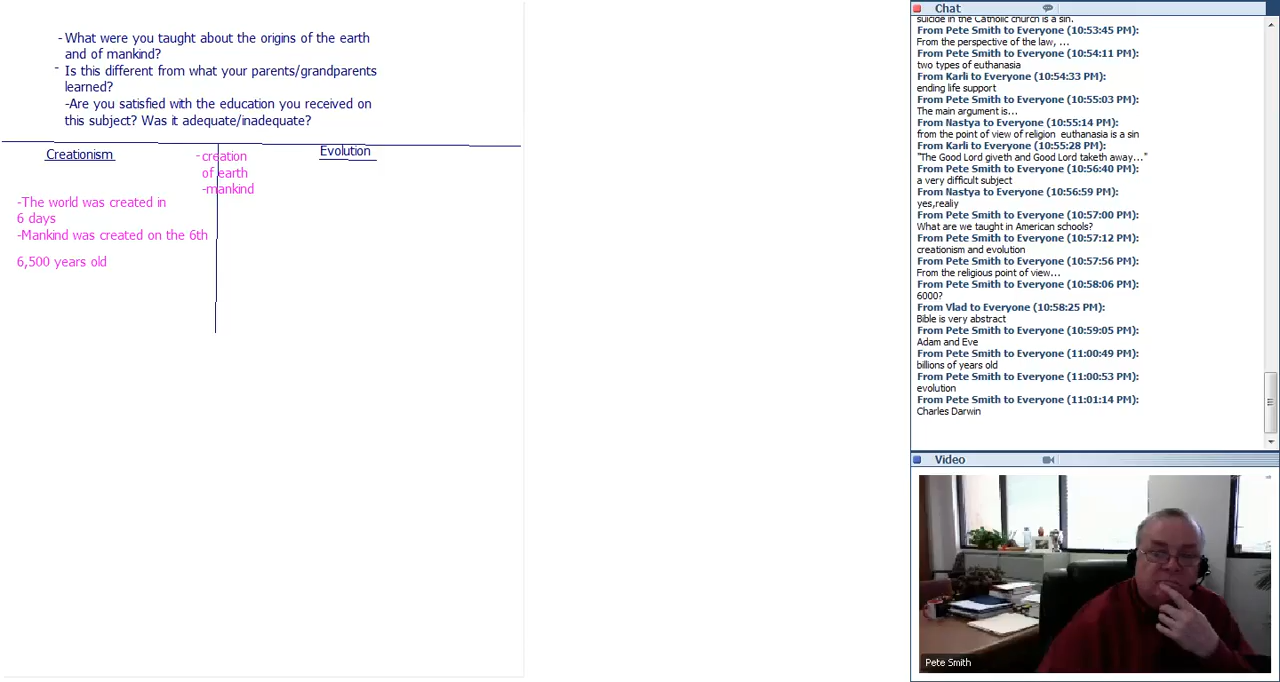 - What were you taught about the origins of the earth
and of mankind?
- Is this different from what your parents/grandparents
learned?
-Are you satisfied with the education you received on
this subject? Was it adequate/inadequate?
Creationism
- creation
of earth
-mankind
Evolution
-The world was created in
6 days
-Mankind was created on the 6th
6,500 years old
Chat
suicide in the Catholic church is a sin.
From Pete Smith to Everyone (10:53:45 PM):
From the perspective of the law, ...
From Pete Smith to Everyone (10:54:11 PM):
two types of euthanasia
From Karli to Everyone (10:54:33 PM):
ending life support
From Pete Smith to Everyone (10:55:03 PM):
The main argument is...
From Nastya to Everyone (10:55:14 PM):
from the point of view of religion euthanasia is a sin
From Karli to Everyone (10:55:28 PM):
"The Good Lord giveth and Good Lord taketh away..."
From Pete Smith to Everyone (10:56:40 PM):
a very difficult subject
From Nastya to Everyone (10:56:59 PM):
yes,realiy
From Pete Smith to Everyone (10:57:00 PM):
What are we taught in American schools?
From Pete Smith to Everyone (10:57:12 PM):
creationism and evolution
From Pete Smith to Everyone (10:57:56 PM):
From the religious point of view...
From Pete Smith to Everyone (10:58:06 PM):
6000?
From Vlad to Everyone (10:58:25 PM):
Bible is very abstract
From Pete Smith to Everyone (10:59:05 PM):
Adam and Eve
From Pete Smith to Everyone (11:00:49 PM):
billions of years old
From Pete Smith to Everyone (11:00:53 PM):
evolution
From Pete Smith to Everyone (11:01:14 PM):
Charles Darwin
Video
Pete Smith